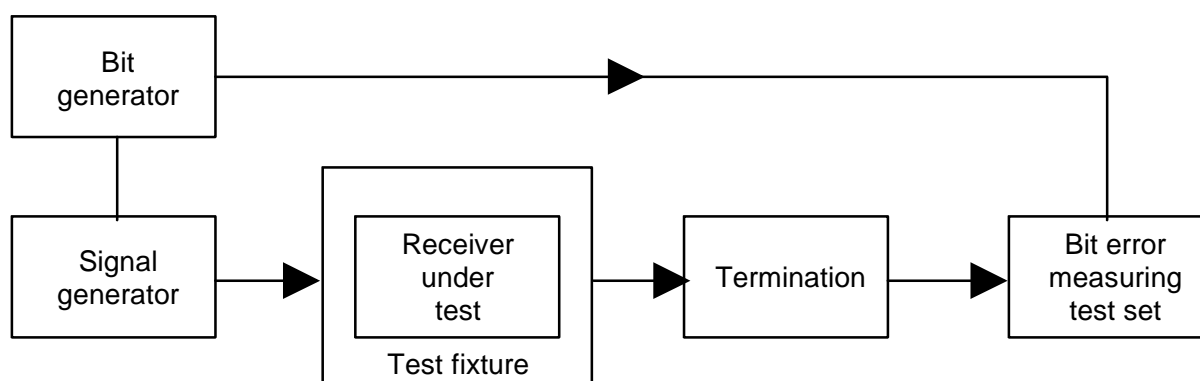 Bit
generator
Signal
generator
Receiver
under
test
Test fixture
Termination
Bit error
measuring
test set